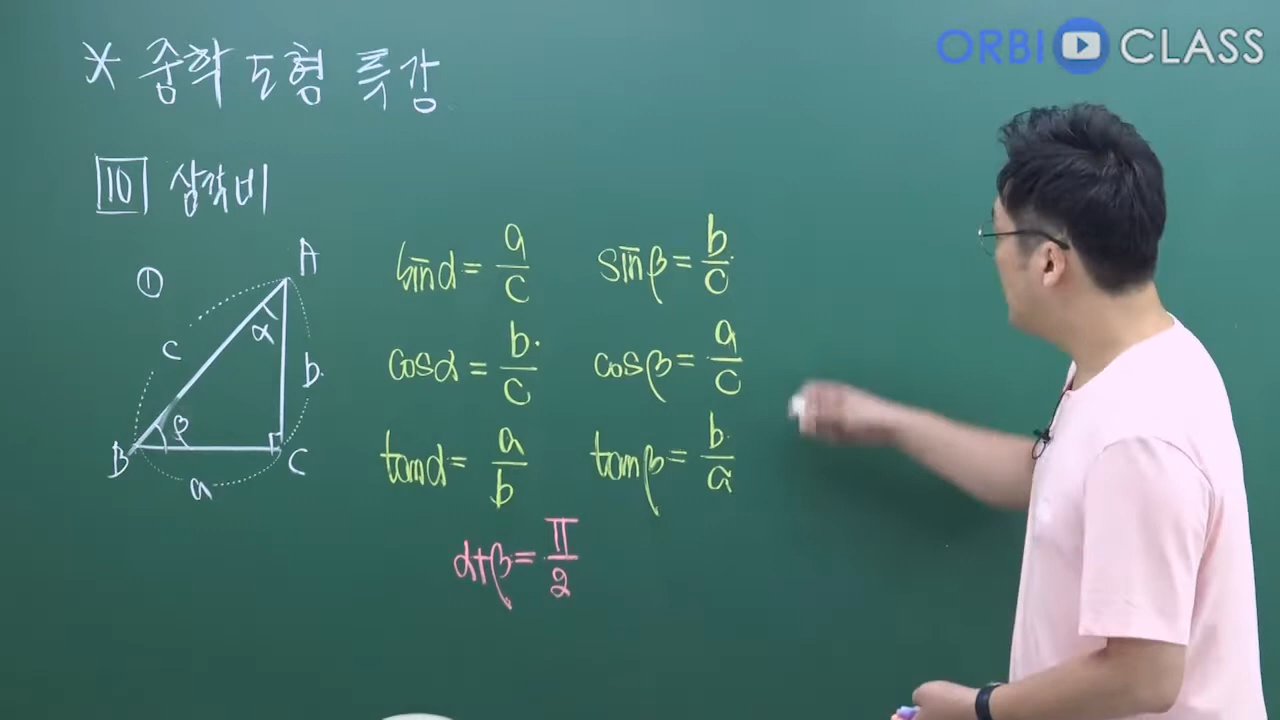 ORBI CLASS
* 중학 도형 특강
10 삼각비
①
A
α
c
b
β
B
C
a
sinα = a/c
sinβ = b/c
cosα = b/c
cosβ = a/c
tanα = a/b
tanβ = b/a
α+β = π/2